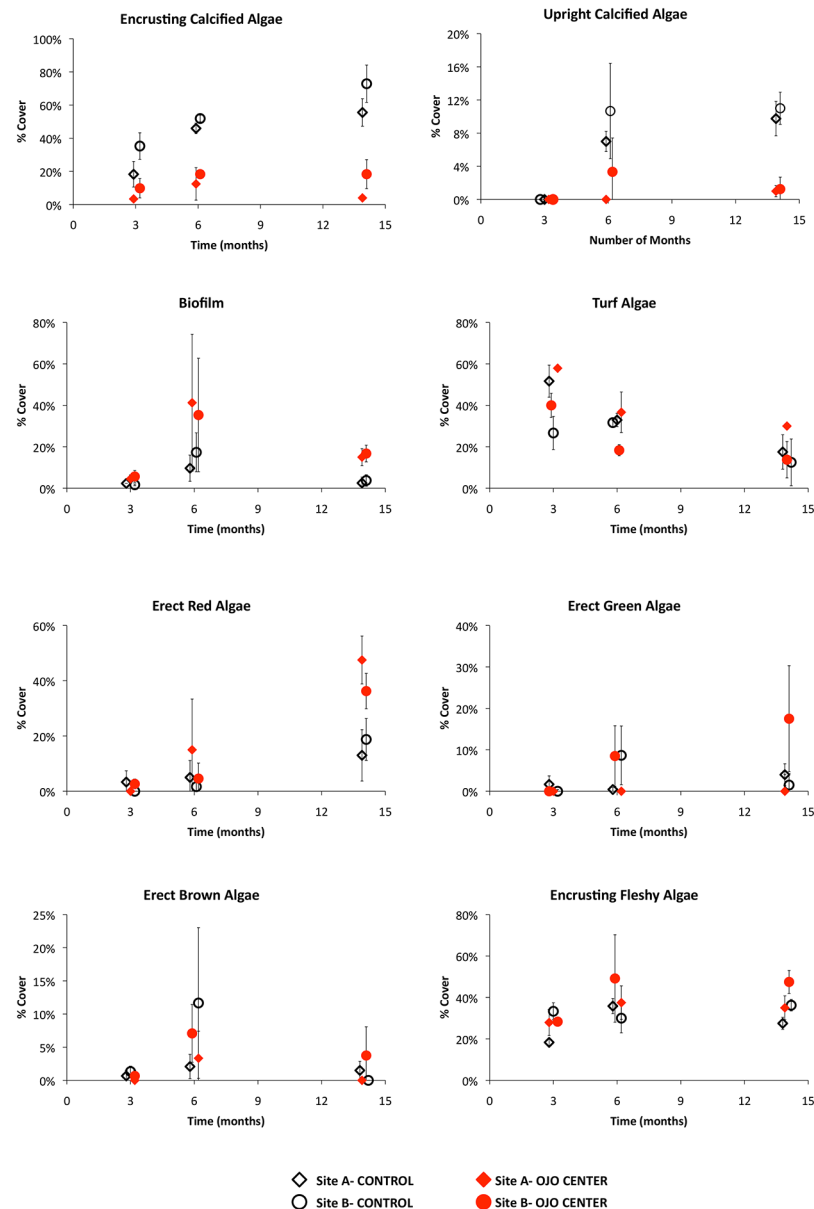 Encrusting Calcified Algae
100%
80%
60%
40%
20%
0%
% Cover
0 3 6 9 12 15
Time (months)
Upright Calcified Algae
20%
16%
12%
8%
4%
0%
% Cover
0 3 6 9 12 15
Number of Months
Biofilm
80%
60%
40%
20%
0%
% Cover
0 3 6 9 12 15
Time (months)
Turf Algae
80%
60%
40%
20%
0%
% Cover
0 3 6 9 12 15
Time (months)
Erect Red Algae
60%
40%
20%
0%
% Cover
0 3 6 9 12 15
Time (months)
Erect Green Algae
40%
30%
20%
10%
0%
% Cover
0 3 6 9 12 15
Time (months)
Erect Brown Algae
25%
20%
15%
10%
5%
0%
% Cover
0 3 6 9 12 15
Time (months)
Encrusting Fleshy Algae
80%
60%
40%
20%
0%
% Cover
0 3 6 9 12 15
Time (months)
Site A- CONTROL
Site A- OJO CENTER
Site B- CONTROL
Site B- OJO CENTER